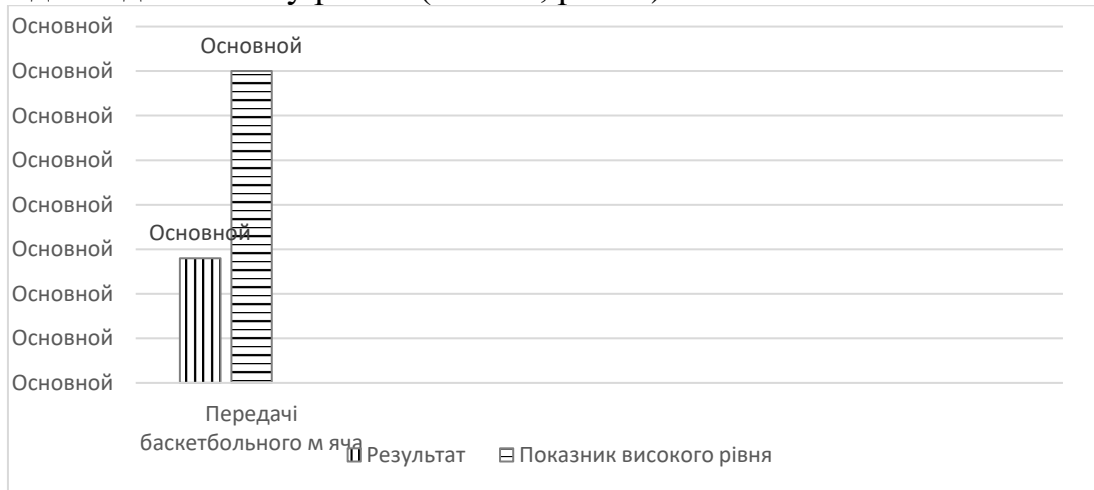 Основной
Основной
Основной
Основной
Основной
Основной
Основной
Основной
Основной
Основной
Основной
Передачі
баскетбольного м яча
Результат
Показник високого рівня